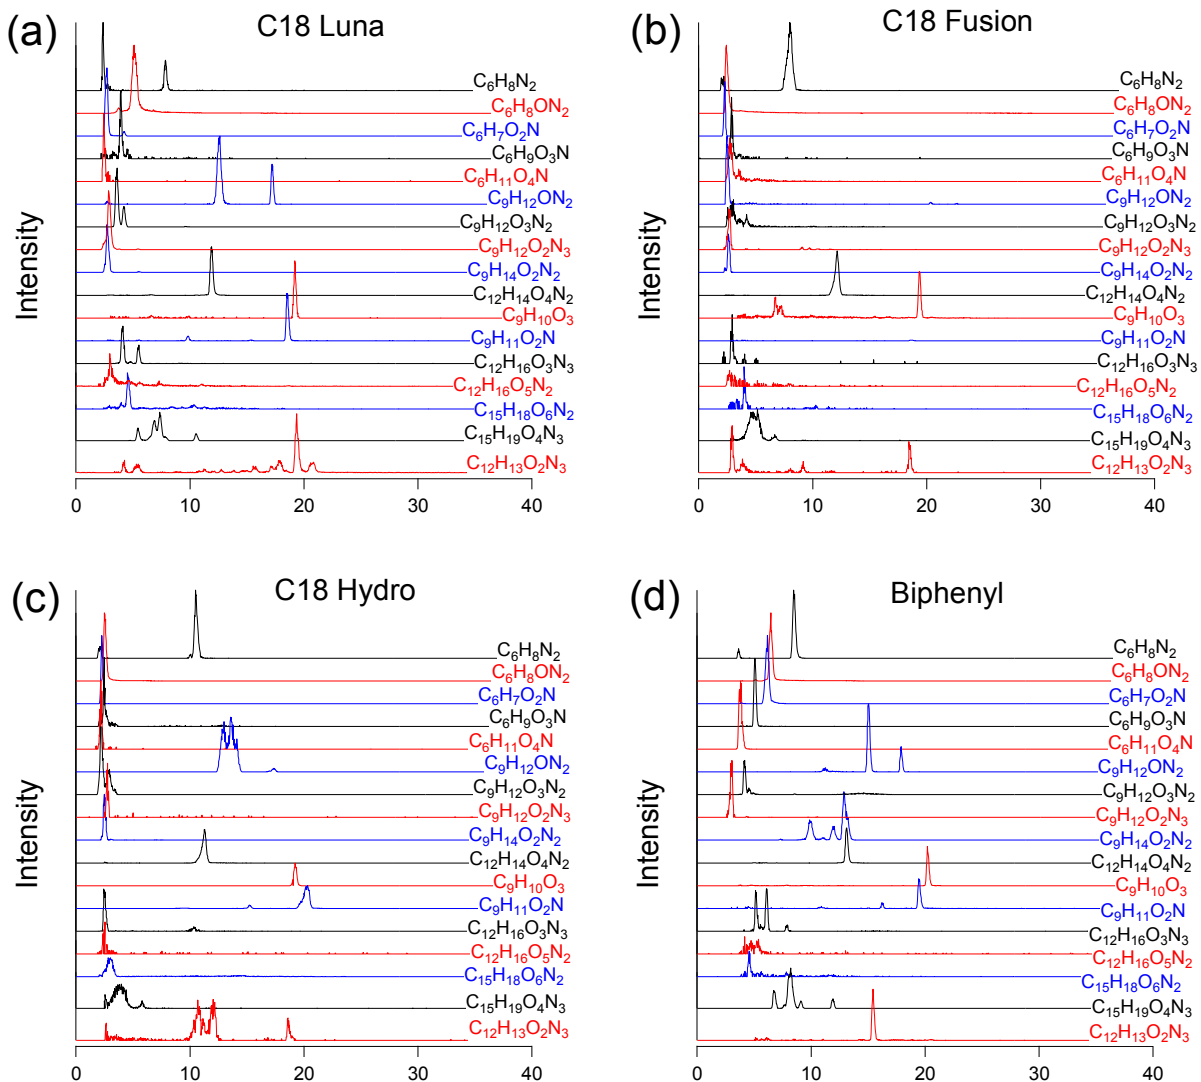 (a)
C18 Luna
Intensity
C₆H₈N₂
C₆H₈ON₂
C₆H₇O₂N
C₆H₉O₃N
C₆H₁₁O₄N
C₉H₁₂ON₂
C₉H₁₂O₃N₂
C₉H₁₂O₂N₃
C₉H₁₄O₂N₂
C₁₂H₁₄O₄N₂
C₉H₁₀O₃
C₉H₁₁O₂N
C₁₂H₁₆O₃N₃
C₁₂H₁₆O₅N₂
C₁₅H₁₈O₆N₂
C₁₅H₁₉O₄N₃
C₁₂H₁₃O₂N₃
0 10 20 30 40
(b)
C18 Fusion
Intensity
C₆H₈N₂
C₆H₈ON₂
C₆H₇O₂N
C₆H₉O₃N
C₆H₁₁O₄N
C₉H₁₂ON₂
C₉H₁₂O₃N₂
C₉H₁₂O₂N₃
C₉H₁₄O₂N₂
C₁₂H₁₄O₄N₂
C₉H₁₀O₃
C₉H₁₁O₂N
C₁₂H₁₆O₃N₃
C₁₂H₁₆O₅N₂
C₁₅H₁₈O₆N₂
C₁₅H₁₉O₄N₃
C₁₂H₁₃O₂N₃
0 10 20 30 40
(c)
C18 Hydro
Intensity
C₆H₈N₂
C₆H₈ON₂
C₆H₇O₂N
C₆H₉O₃N
C₆H₁₁O₄N
C₉H₁₂ON₂
C₉H₁₂O₃N₂
C₉H₁₂O₂N₃
C₉H₁₄O₂N₂
C₁₂H₁₄O₄N₂
C₉H₁₀O₃
C₉H₁₁O₂N
C₁₂H₁₆O₃N₃
C₁₂H₁₆O₅N₂
C₁₅H₁₈O₆N₂
C₁₅H₁₉O₄N₃
C₁₂H₁₃O₂N₃
0 10 20 30 40
(d)
Biphenyl
Intensity
C₆H₈N₂
C₆H₈ON₂
C₆H₇O₂N
C₆H₉O₃N
C₆H₁₁O₄N
C₉H₁₂ON₂
C₉H₁₂O₃N₂
C₉H₁₂O₂N₃
C₉H₁₄O₂N₂
C₁₂H₁₄O₄N₂
C₉H₁₀O₃
C₉H₁₁O₂N
C₁₂H₁₆O₃N₃
C₁₂H₁₆O₅N₂
C₁₅H₁₈O₆N₂
C₁₅H₁₉O₄N₃
C₁₂H₁₃O₂N₃
0 10 20 30 40